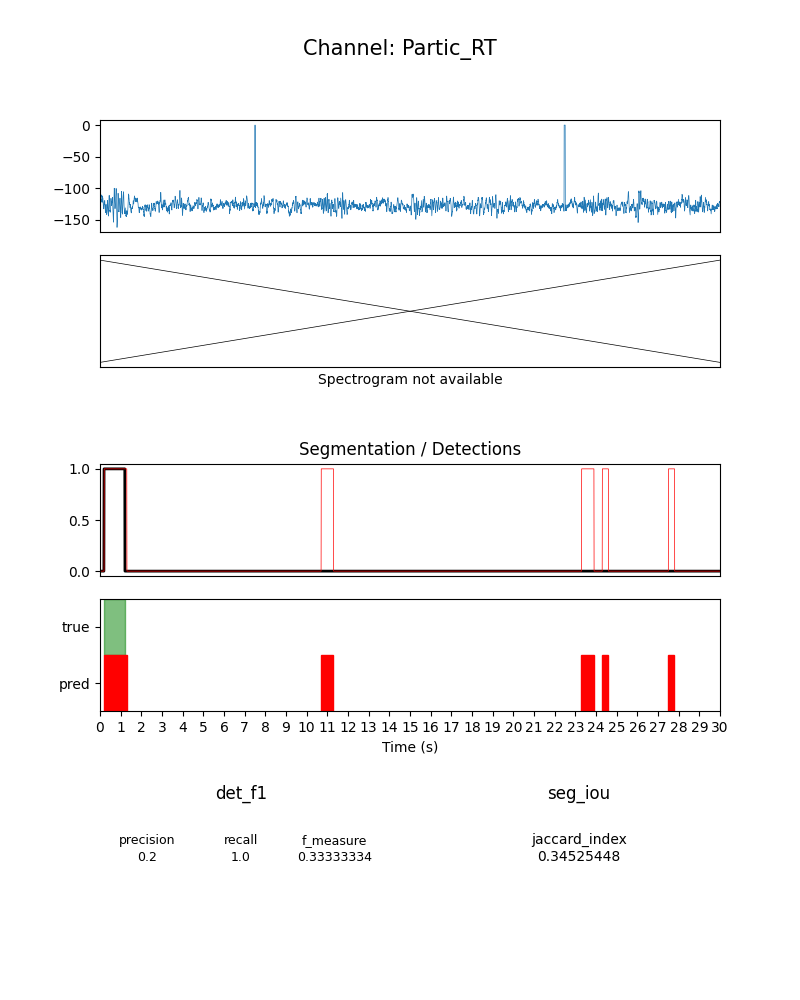 Channel: Partic_RT
0
−50
−100
−150
Spectrogram not available
Segmentation / Detections
1.0
0.5
0.0
true
pred
0 1 2 3 4 5 6 7 8 9 10 11 12 13 14 15 16 17 18 19 20 21 22 23 24 25 26 27 28 29 30
Time (s)
det_f1 seg_iou
precision recall f_measure jaccard_index
0.2 1.0 0.33333334 0.34525448